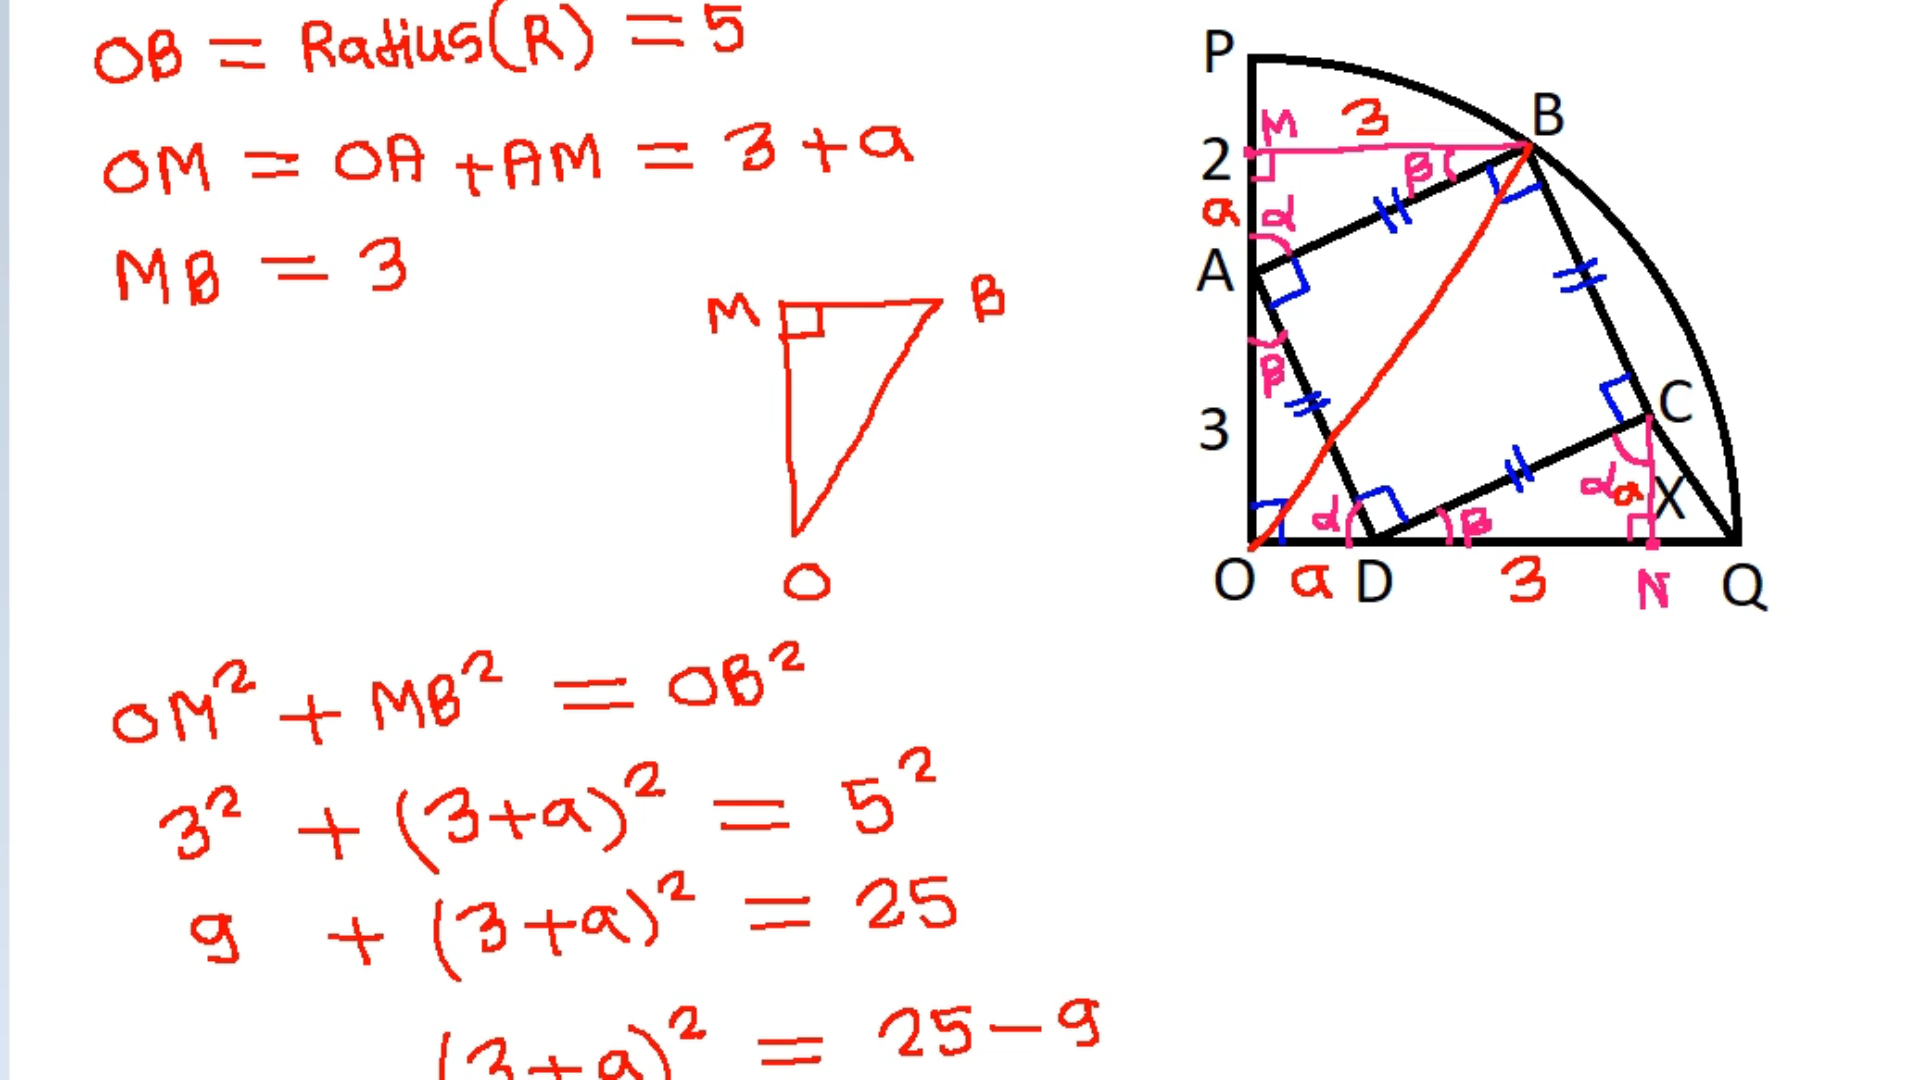 OB = Radius(R) = 5
OM = OA + AM = 3 + a
MB = 3
M B
O
OM² + MB² = OB²
3² + (3+a)² = 5²
9 + (3+a)² = 25
(3+a)² = 25 - 9
P
M 3 B
2 β
a α
A
β
3 C
α a X
α β
O a D 3 N Q